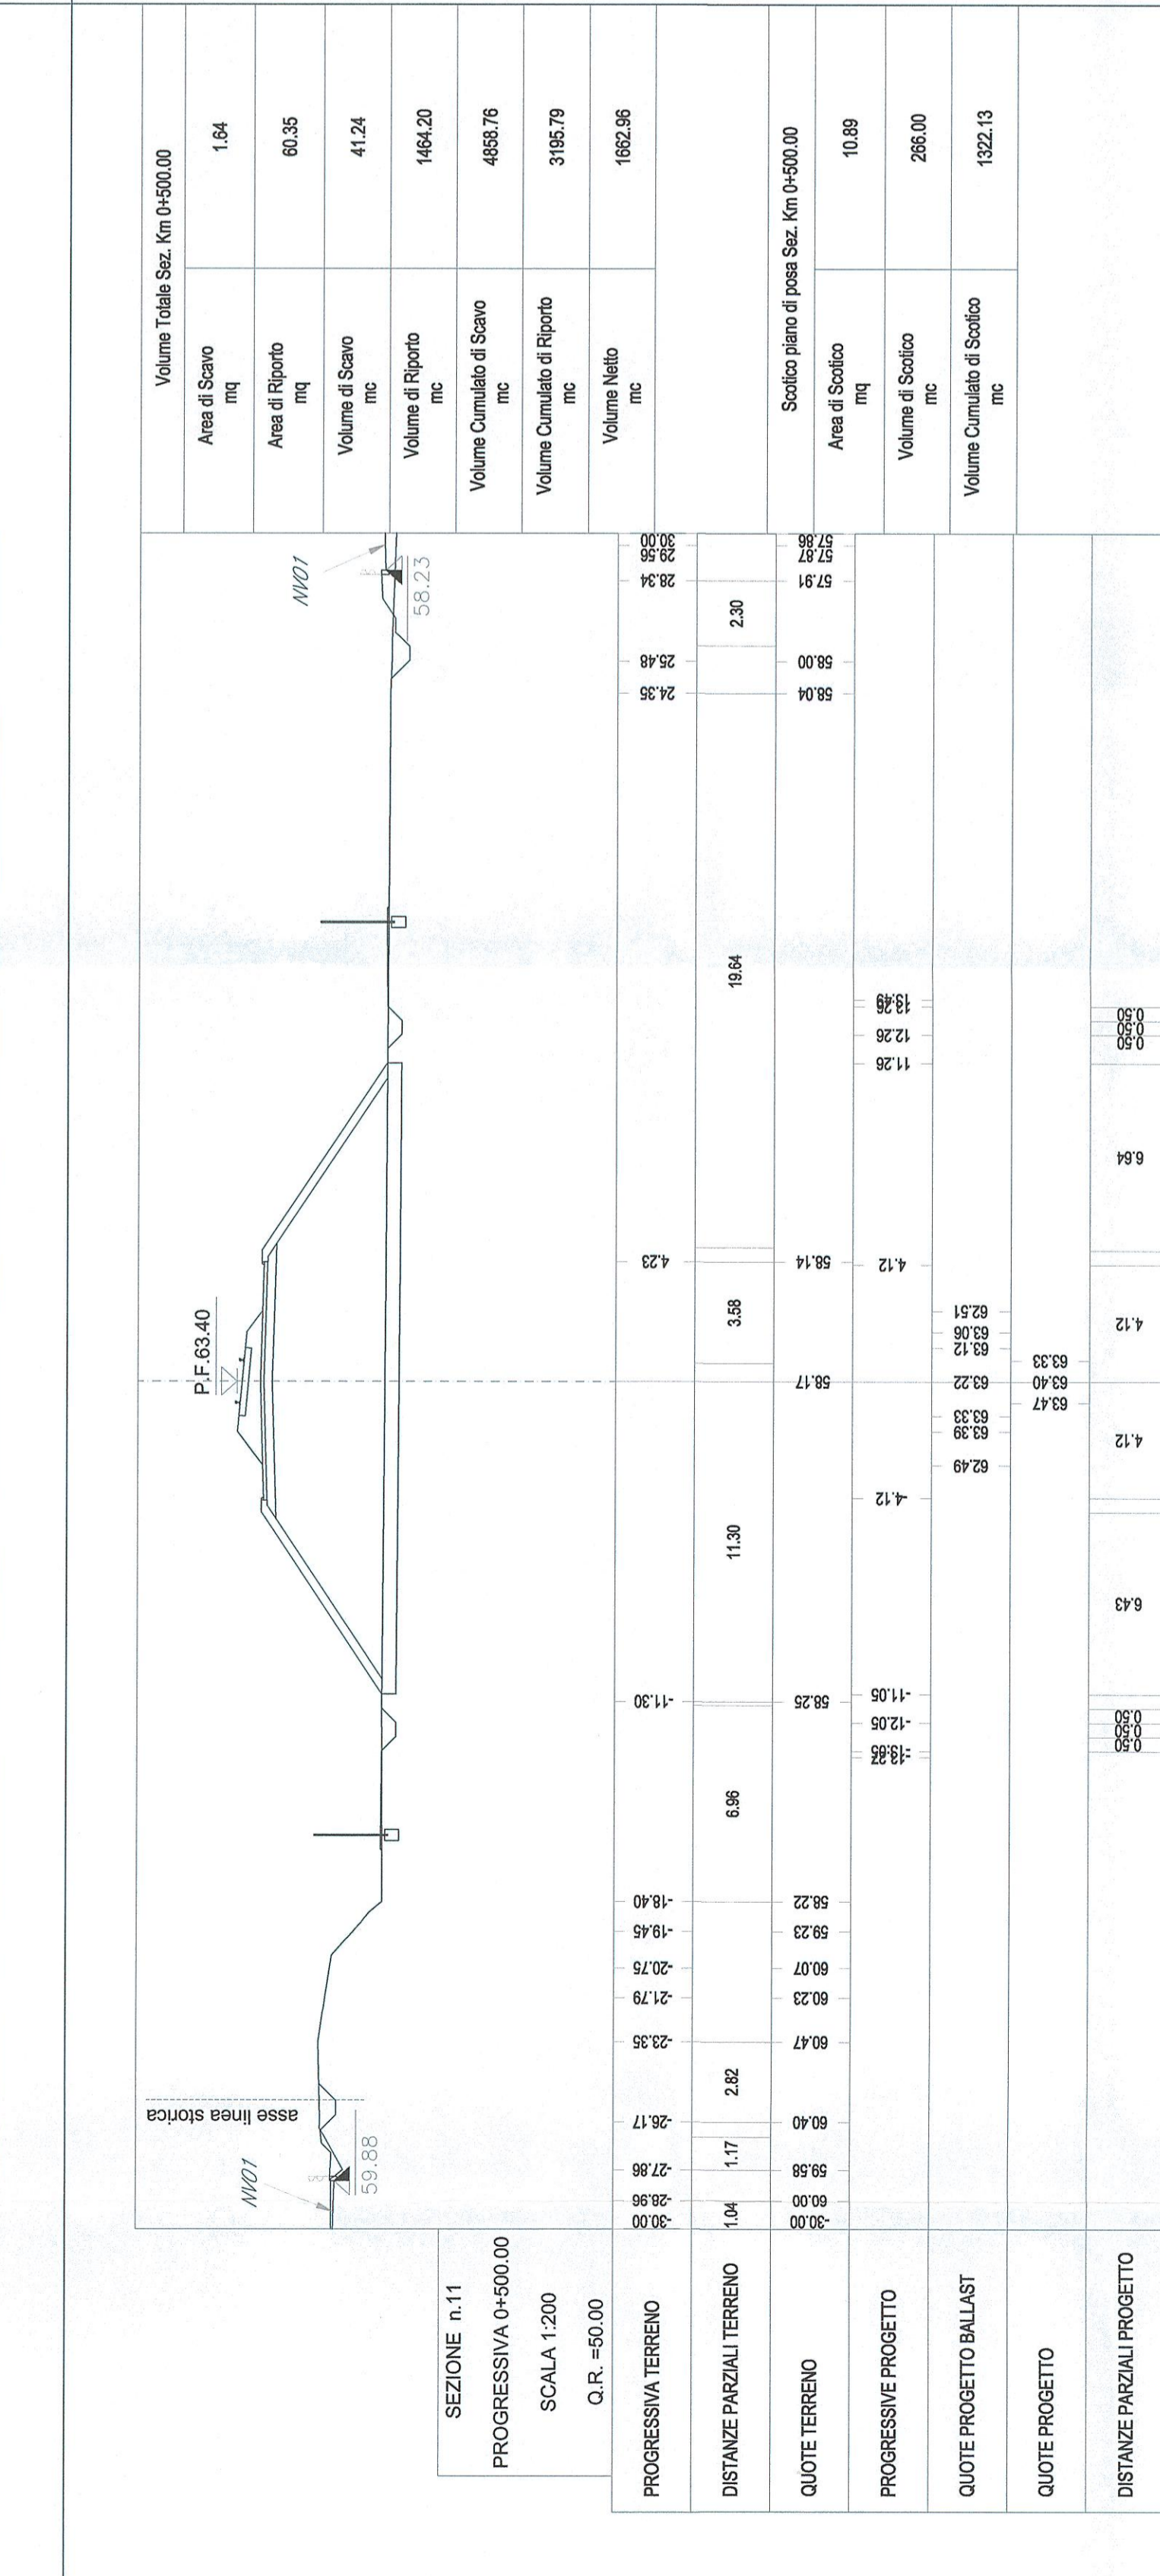 asse linea storica
NV01
59.88
P.F.63.40
NV01
58.23
SEZIONE n.11
PROGRESSIVA 0+500.00
SCALA 1:200
Q.R. =50.00
PROGRESSIVA TERRENO
-30.00 -28.96 -27.86 -26.17 -23.35 -21.79 -20.75 -19.45 -18.40 -11.30 4.23 24.35 25.48 28.34 29.56 30.00
DISTANZE PARZIALI TERRENO
1.04 1.17 2.82 6.96 11.30 3.58 19.64 2.30
QUOTE TERRENO
-30.00 60.00 59.58 60.40 60.47 60.23 60.07 59.23 58.22 58.25 58.17 58.14 58.04 58.00 57.91 57.87 57.86
PROGRESSIVE PROGETTO
-12.05 -11.05 -4.12 4.12 11.26 12.26 13.26 13.49
QUOTE PROGETTO BALLAST
62.49 63.39 63.33 63.22 63.12 63.06 62.51
QUOTE PROGETTO
63.47 63.40 63.33
DISTANZE PARZIALI PROGETTO
0.50 0.50 0.50 6.43 4.12 4.12 6.64 0.50 0.50 0.50
Volume Totale Sez. Km 0+500.00
Area di Scavo
mq
1.64
Area di Riporto
mq
60.35
Volume di Scavo
mc
41.24
Volume di Riporto
mc
1464.20
Volume Cumulato di Scavo
mc
4858.76
Volume Cumulato di Riporto
mc
3195.79
Volume Netto
mc
1662.96
Scotico piano di posa Sez. Km 0+500.00
Area di Scotico
mq
10.89
Volume di Scotico
mc
266.00
Volume Cumulato di Scotico
mc
1322.13